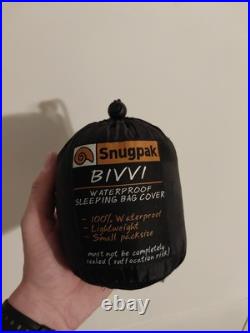 Snugpak
BIVVI
WATERPROOF
SLEEPING BAG COVER
- 100% Waterproof
- Lightweight
- Small packsize
must not be completely
sealed (suffocation risk)